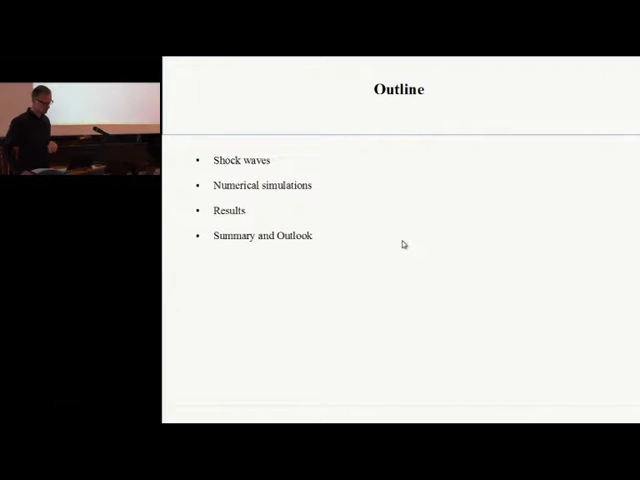 Outline
• Shock waves
• Numerical simulations
• Results
• Summary and Outlook